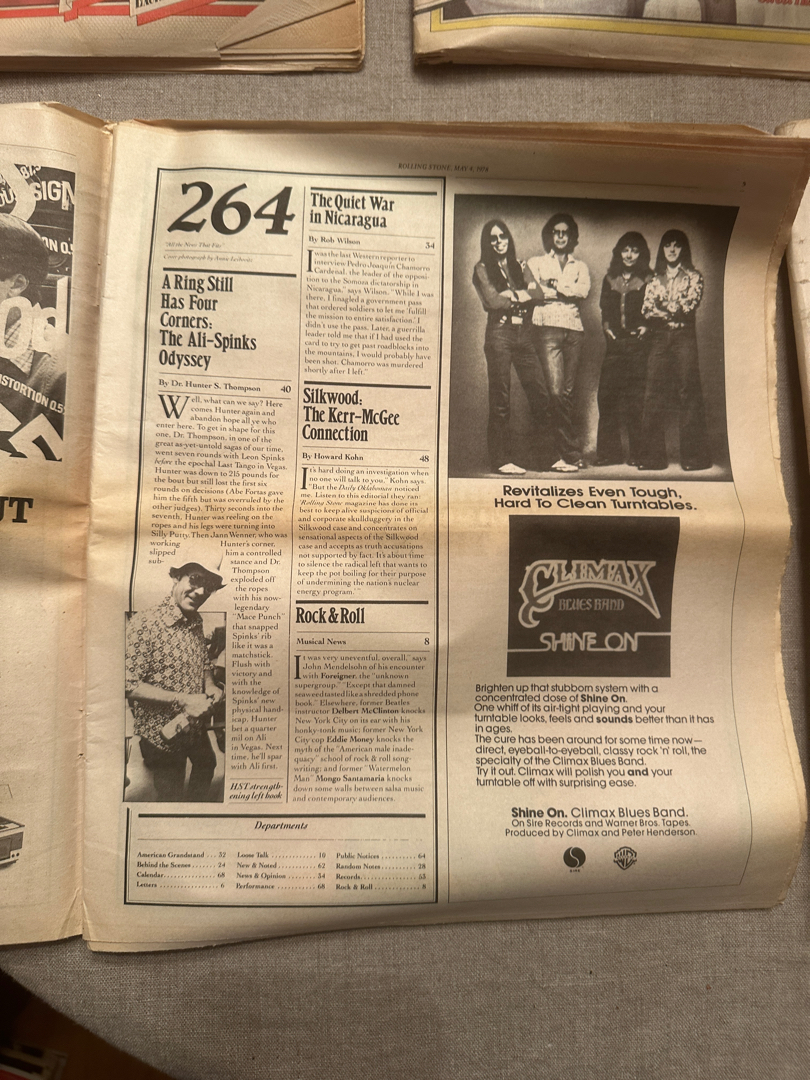 ROLLING STONE, MAY 4, 1978
264
"All the News That Fits"
Cover photograph by Annie Leibovitz
A Ring Still
Has Four
Corners:
The Ali-Spinks
Odyssey
By Dr. Hunter S. Thompson 40
Well, what can we say? Here
comes Hunter again and
abandon hope all ye who
enter here. To get in shape for this
one, Dr. Thompson, in one of the
great as-yet-untold sagas of our time,
went seven rounds with Leon Spinks
before the epochal Last Tango in Vegas.
Hunter was down to 215 pounds for
the bout but still lost the first six
rounds on decisions (Abe Fortas gave
him the fifth but was overruled by the
other judges). Thirty seconds into the
seventh, Hunter was reeling on the
ropes and his legs were turning into
Silly Putty. Then Jann Wenner, who was
working Hunter's corner,
slipped him a controlled
sub-stance and Dr.
Thompson
exploded off
the ropes
with his now-
legendary
"Mace Punch"
that snapped
Spinks' rib
like it was a
matchstick.
Flush with
victory and
with the
knowledge of
Spinks' new
physical hand-
icap, Hunter
bet a quarter
mil on Ali
in Vegas. Next
time, he'll spar
with Ali first.
HST strength-
ening left hook
The Quiet War
in Nicaragua
By Rob Wilson 34
I was the last Western reporter to
interview Pedro Joaquín Chamorro
Cardenal, the leader of the opposi-
tion to the Somoza dictatorship in
Nicaragua," says Wilson. "While I was
there, I finagled a government pass
that ordered soldiers to let me 'fulfill
the mission to entire satisfaction.' I
didn't use the pass. Later, a guerrilla
leader told me that if I had used the
card to try to get past roadblocks into
the mountains, I would probably have
been shot. Chamorro was murdered
shortly after I left."
Silkwood:
The Kerr-McGee
Connection
By Howard Kohn 48
It's hard doing an investigation when
no one will talk to you," Kohn says.
"But the Daily Oklahoman noticed
me. Listen to this editorial they ran:
'Rolling Stone magazine has done its
best to keep alive suspicions of official
and corporate skullduggery in the
Silkwood case and concentrates on
sensational aspects of the Silkwood
case and accepts as truth accusations
not supported by fact. It's about time
to silence the radical left that wants to
keep the pot boiling for their purpose
of undermining the nation's nuclear
energy program.'"
Rock & Roll
Musical News 8
It was very uneventful, overall," says
John Mendelsohn of his encounter
with Foreigner, the "unknown
supergroup." "Except that damned
seaweed tasted like a shredded phone
book." Elsewhere, former Beatles
instructor Delbert McClinton knocks
New York City on its ear with his
honky-tonk music; former New York
City cop Eddie Money knocks the
myth of the "American male inade-
quacy" school of rock & roll song-
writing; and former "Watermelon
Man" Mongo Santamaria knocks
down some walls between salsa music
and contemporary audiences.
Departments
American Grandstand . . . 52
Behind the Scenes . . . 24
Calendar . . . 68
Letters . . . 6
Loose Talk . . . 10
New & Noted . . . 62
News & Opinion . . . 34
Performance . . . 68
Public Notices . . . 64
Random Notes . . . 28
Records . . . 53
Rock & Roll . . . 8
Revitalizes Even Tough,
Hard To Clean Turntables.
CLIMAX
BLUES BAND
SHINE ON
Brighten up that stubborn system with a
concentrated dose of Shine On.
One whiff of its air-tight playing and your
turntable looks, feels and sounds better than it has
in ages.
The cure has been around for some time now—
direct, eyeball-to-eyeball, classy rock 'n' roll, the
specialty of the Climax Blues Band.
Try it out. Climax will polish you and your
turntable off with surprising ease.
Shine On. Climax Blues Band.
On Sire Records and Warner Bros. Tapes.
Produced by Climax and Peter Henderson.
SIRE